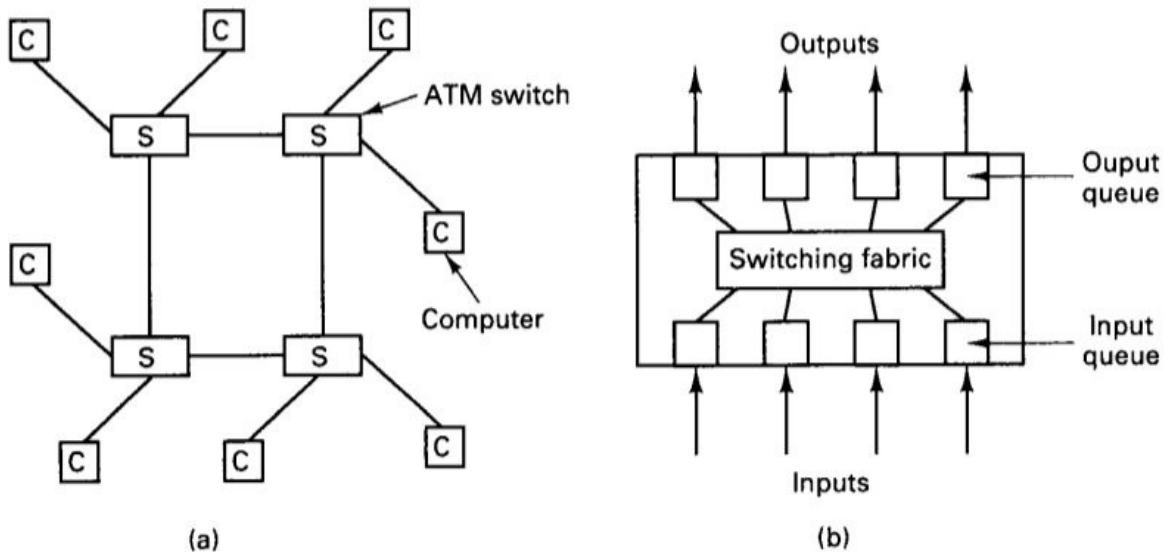 C
C
C
S
S
ATM switch
C
Computer
C
S
S
C
C
C
(a)
Outputs
Ouput
queue
Switching fabric
Input
queue
Inputs
(b)